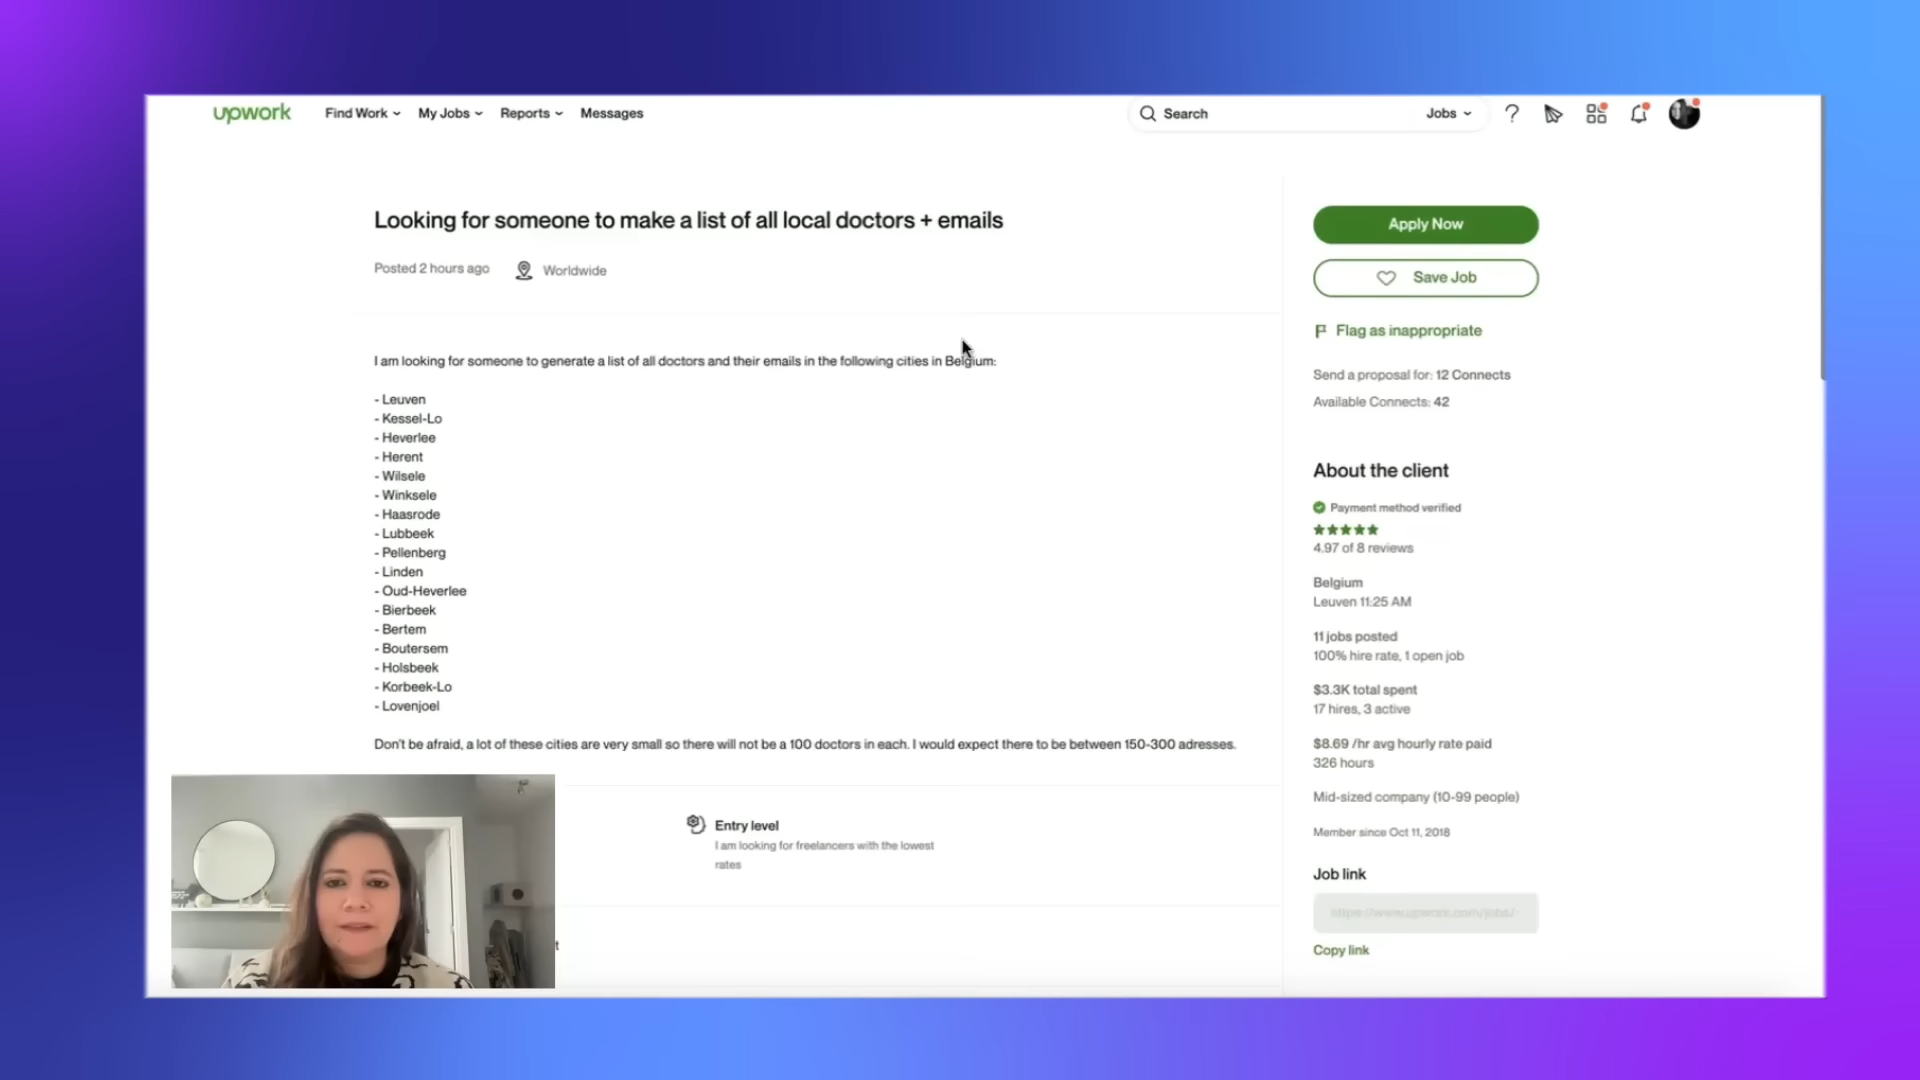 upwork
Find Work
My Jobs
Reports
Messages
Search
Jobs
Looking for someone to make a list of all local doctors + emails
Posted 2 hours ago
Worldwide
I am looking for someone to generate a list of all doctors and their emails in the following cities in Belgium:
- Leuven
- Kessel-Lo
- Heverlee
- Herent
- Wilsele
- Winksele
- Haasrode
- Lubbeek
- Pellenberg
- Linden
- Oud-Heverlee
- Bierbeek
- Bertem
- Boutersem
- Holsbeek
- Korbeek-Lo
- Lovenjoel
Don't be afraid, a lot of these cities are very small so there will not be a 100 doctors in each. I would expect there to be between 150-300 adresses.
Entry level
I am looking for freelancers with the lowest
rates
t
Apply Now
Save Job
Flag as inappropriate
Send a proposal for: 12 Connects
Available Connects: 42
About the client
Payment method verified
4.97 of 8 reviews
Belgium
Leuven 11:25 AM
11 jobs posted
100% hire rate, 1 open job
$3.3K total spent
17 hires, 3 active
$8.69 /hr avg hourly rate paid
326 hours
Mid-sized company (10-99 people)
Member since Oct 11, 2018
Job link
https://www.upwork.com/jobs/
Copy link